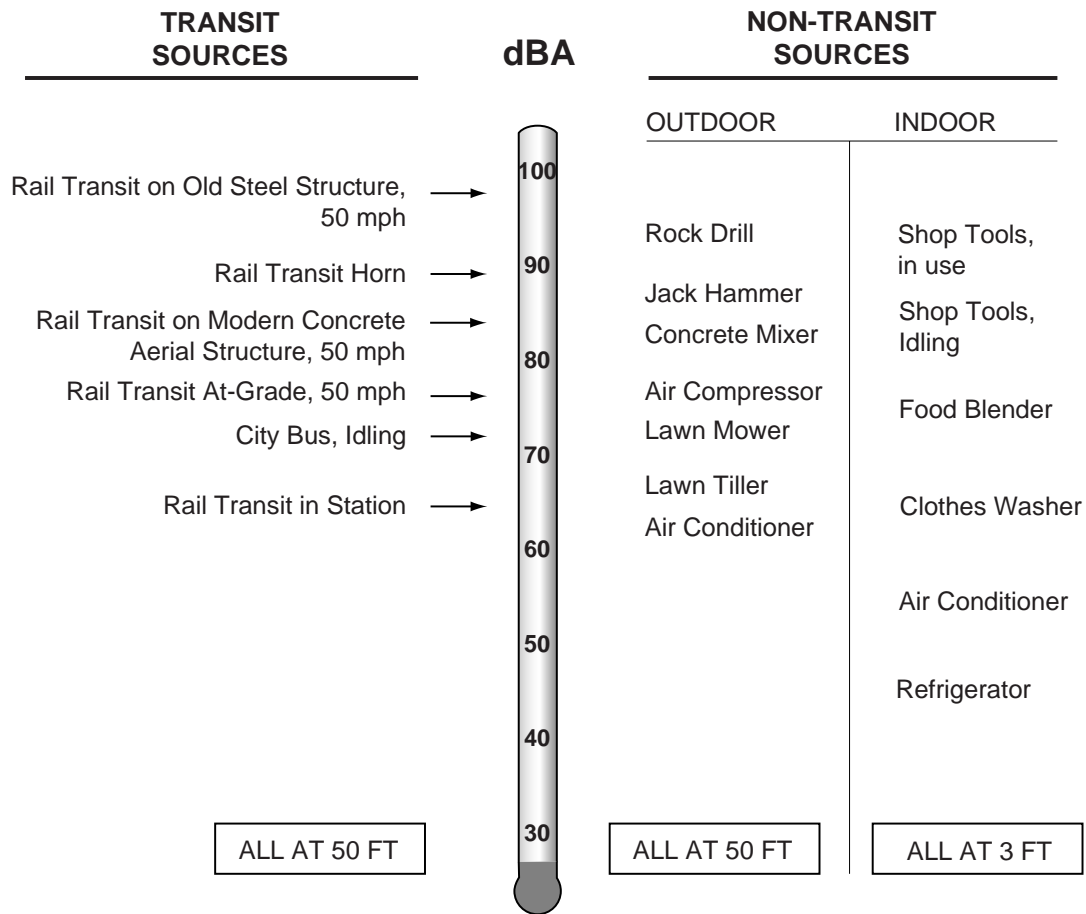 TRANSIT
SOURCES
dBA
NON-TRANSIT
SOURCES
OUTDOOR
INDOOR
Rail Transit on Old Steel Structure,
50 mph
Rail Transit Horn
Rail Transit on Modern Concrete
Aerial Structure, 50 mph
Rail Transit At-Grade, 50 mph
City Bus, Idling
Rail Transit in Station
ALL AT 50 FT
100
90
80
70
60
50
40
30
Rock Drill
Jack Hammer
Concrete Mixer
Air Compressor
Lawn Mower
Lawn Tiller
Air Conditioner
ALL AT 50 FT
Shop Tools,
in use
Shop Tools,
Idling
Food Blender
Clothes Washer
Air Conditioner
Refrigerator
ALL AT 3 FT